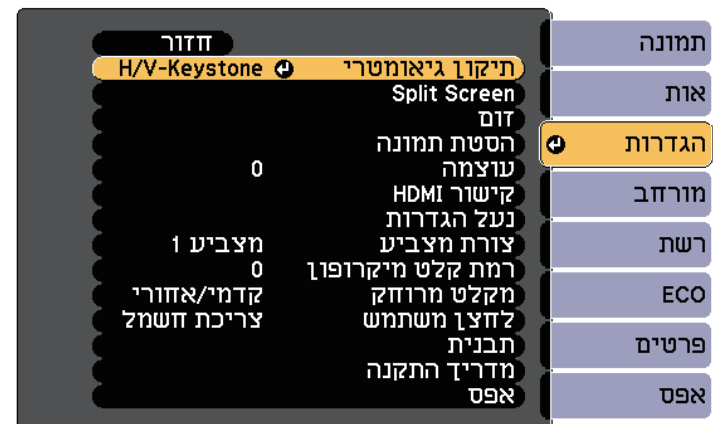 חזור
תיקון גיאומטרי H/V-Keystone
Split Screen
זום
הסטת תמונה
עוצמה 0
קישור HDMI
נעל הגדרות
צורת מצביע מצביע 1
רמת קלט מיקרופון 0
מקלט מרוחק קדמי/אחורי
לחצן משתמש צריכת חשמל
תבנית
מדריך התקנה
אפס
תמונה
אות
הגדרות
מורחב
רשת
ECO
פרטים
אפס